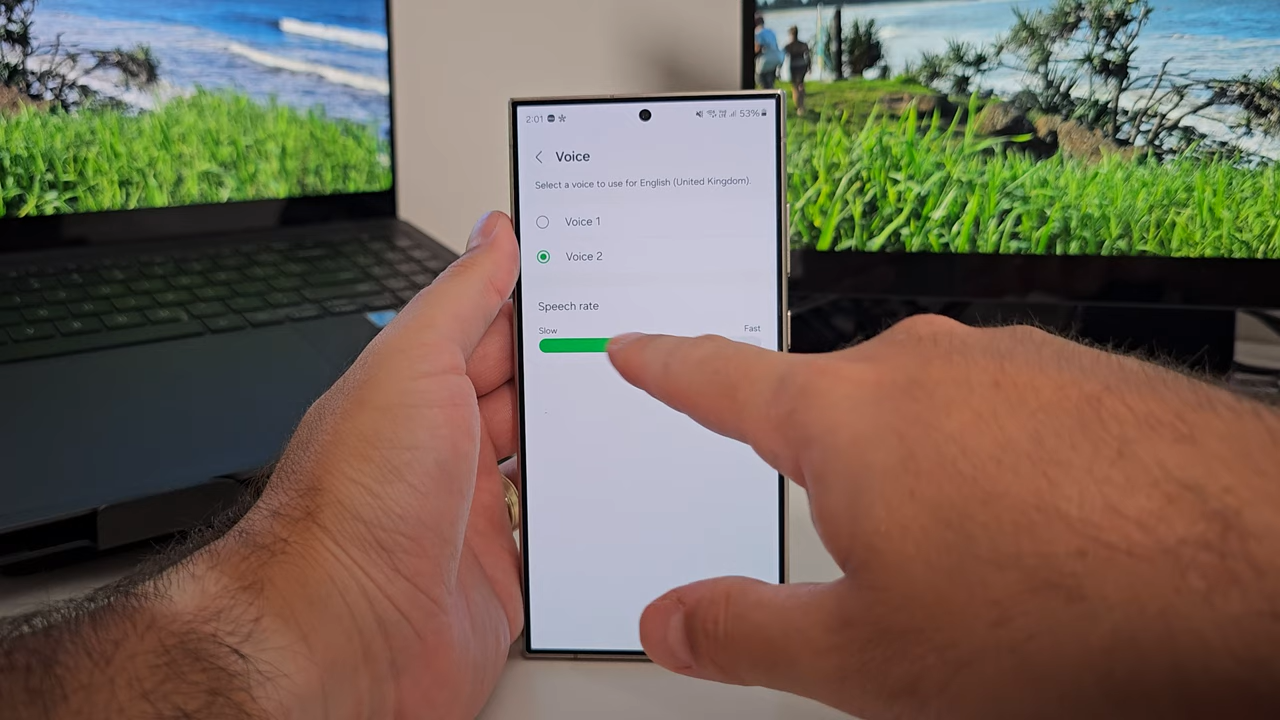 2:01
53%
Voice
Select a voice to use for English (United Kingdom).
Voice 1
Voice 2
Speech rate
Slow
Fast